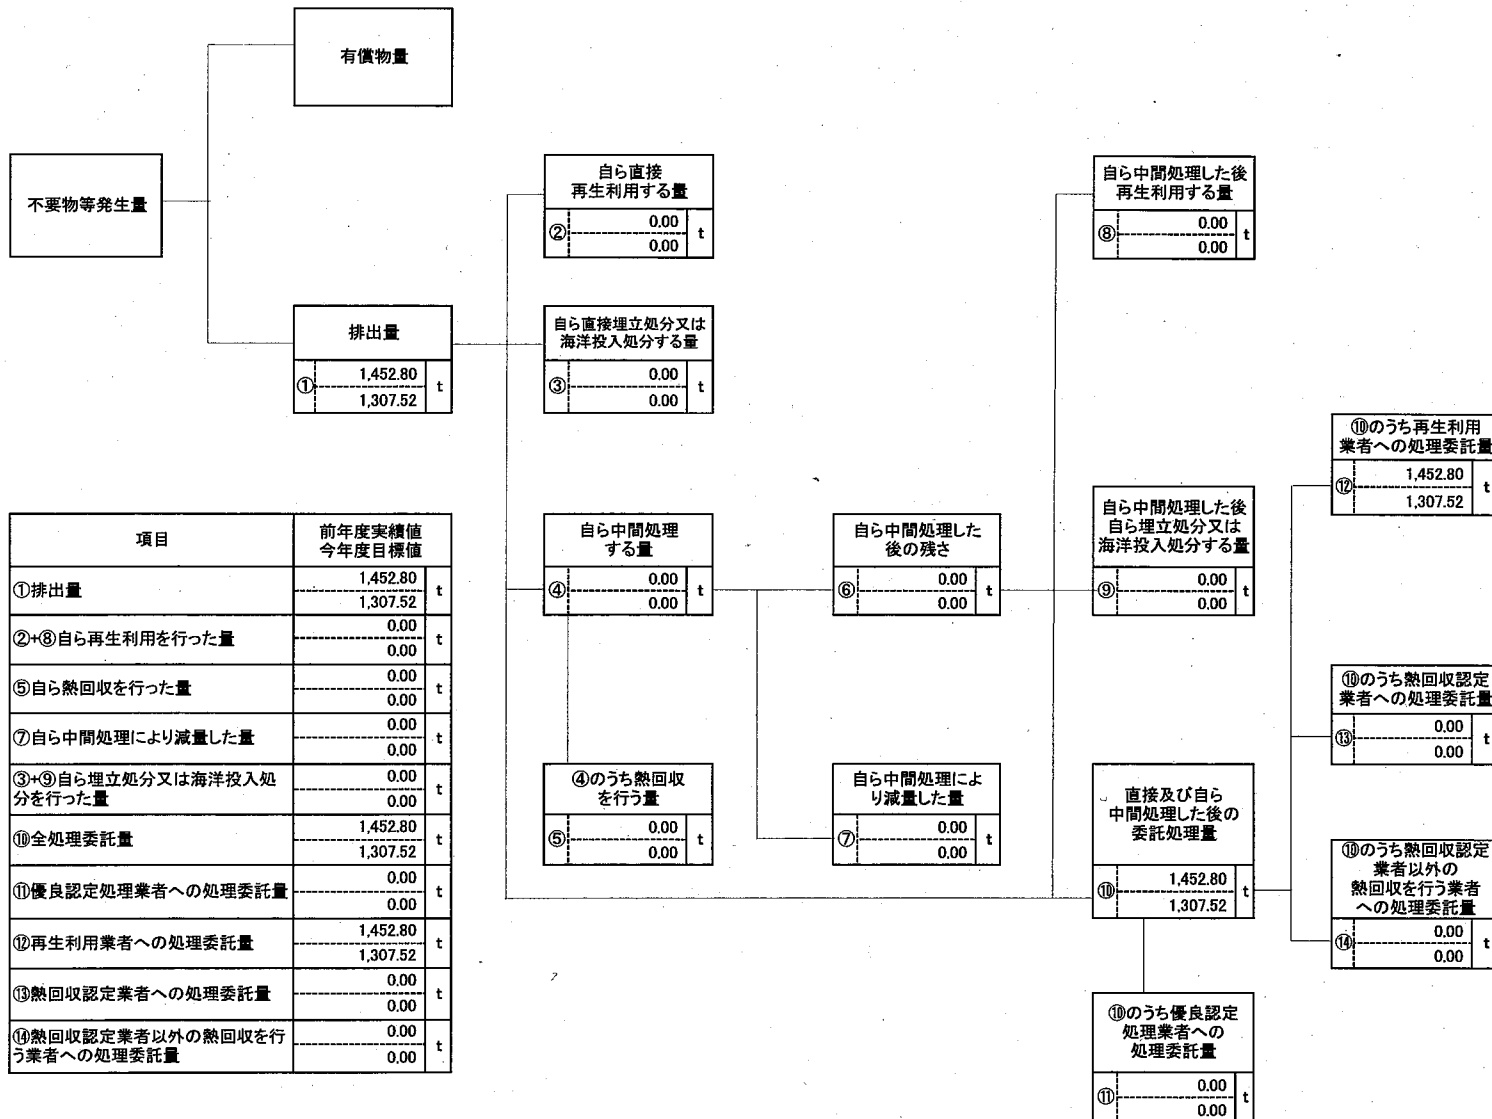 有償物量
不要物等発生量
排出量
①
1,452.80
1,307.52
t
自ら直接
再生利用する量
②
0.00
0.00
t
自ら直接埋立処分又は
海洋投入処分する量
③
0.00
0.00
t
自ら中間処理
する量
④
0.00
0.00
t
④のうち熱回収
を行う量
⑤
0.00
0.00
t
自ら中間処理した
後の残さ
⑥
0.00
0.00
t
自ら中間処理によ
り減量した量
⑦
0.00
0.00
t
自ら中間処理した後
再生利用する量
⑧
0.00
0.00
t
自ら中間処理した後
自ら埋立処分又は
海洋投入処分する量
⑨
0.00
0.00
t
直接及び自ら
中間処理した後の
委託処理量
⑩
1,452.80
1,307.52
t
⑩のうち優良認定
処理業者への
処理委託量
⑪
0.00
0.00
t
⑩のうち再生利用
業者への処理委託量
⑫
1,452.80
1,307.52
t
⑩のうち熱回収認定
業者への処理委託量
⑬
0.00
0.00
t
⑩のうち熱回収認定
業者以外の
熱回収を行う業者
への処理委託量
⑭
0.00
0.00
t
項目
前年度実績値
今年度目標値
①排出量
1,452.80
1,307.52
t
②+⑧自ら再生利用を行った量
0.00
0.00
t
⑤自ら熱回収を行った量
0.00
0.00
t
⑦自ら中間処理により減量した量
0.00
0.00
t
③+⑨自ら埋立処分又は海洋投入処
分を行った量
0.00
0.00
t
⑩全処理委託量
1,452.80
1,307.52
t
⑪優良認定処理業者への処理委託量
0.00
0.00
t
⑫再生利用業者への処理委託量
1,452.80
1,307.52
t
⑬熱回収認定業者への処理委託量
0.00
0.00
t
⑭熱回収認定業者以外の熱回収を行
う業者への処理委託量
0.00
0.00
t